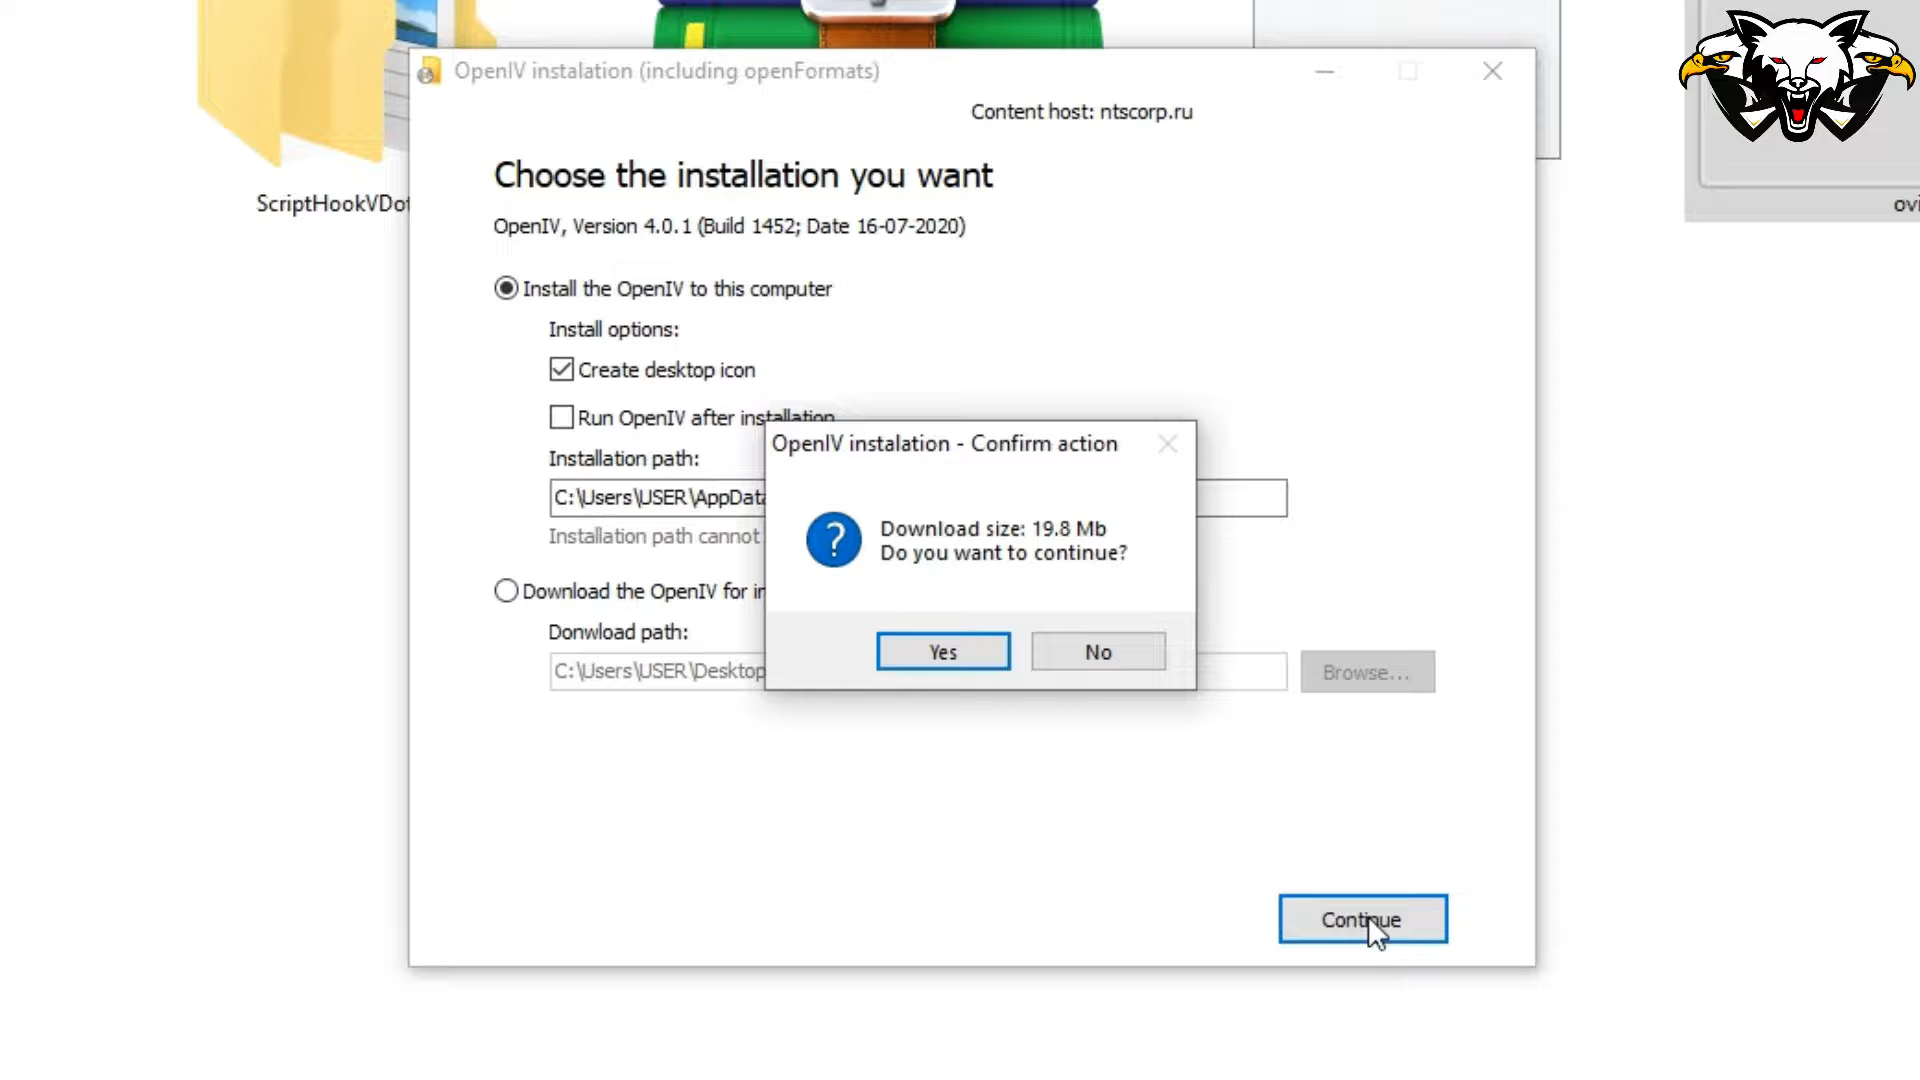 OpenIV instalation (including openFormats)
Content host: ntscorp.ru
Choose the installation you want
ScriptHookVDot
ovi
OpenIV, Version 4.0.1 (Build 1452; Date 16-07-2020)
Install the OpenIV to this computer
Install options:
Create desktop icon
Run OpenIV after installation
OpenIV instalation - Confirm action
Installation path:
C:\Users\USER\AppData
Installation path cannot
Download size: 19.8 Mb
Do you want to continue?
Download the OpenIV for in
Donwload path:
Yes
No
C:\Users\USER\Desktop
Browse...
Continue